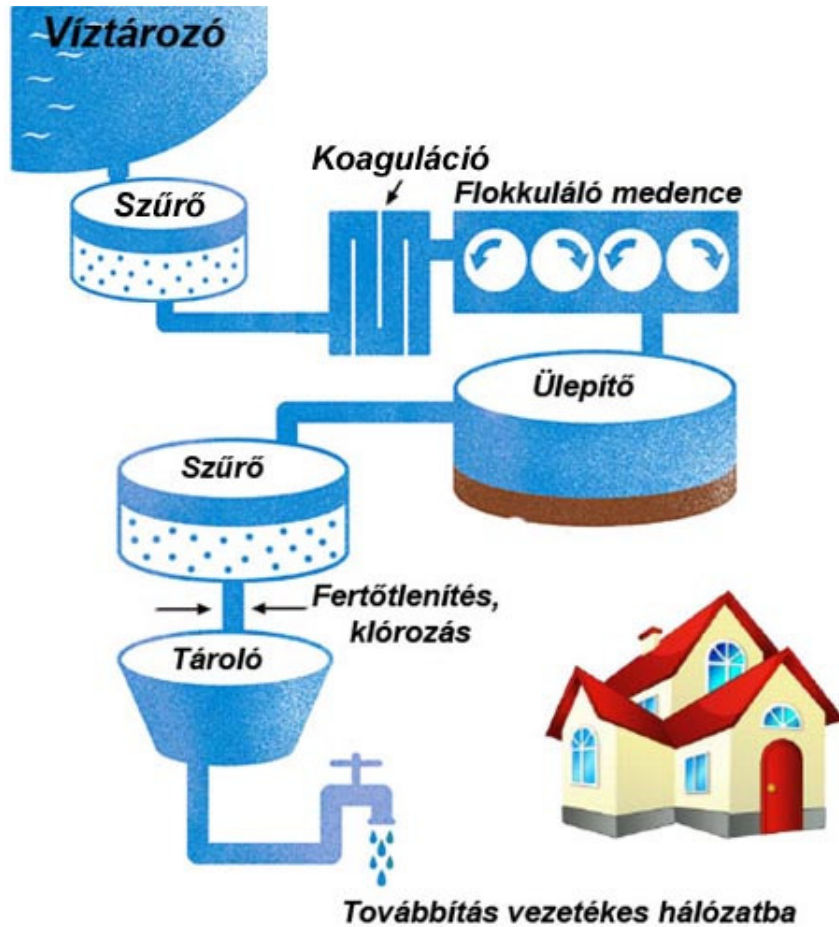 Víztározó
Szűrő
Koaguláció
Flokkuláló medence
Ülepítő
Szűrő
Fertőtlenítés,
klórozás
Tároló
Továbbítás vezetékes hálózatba